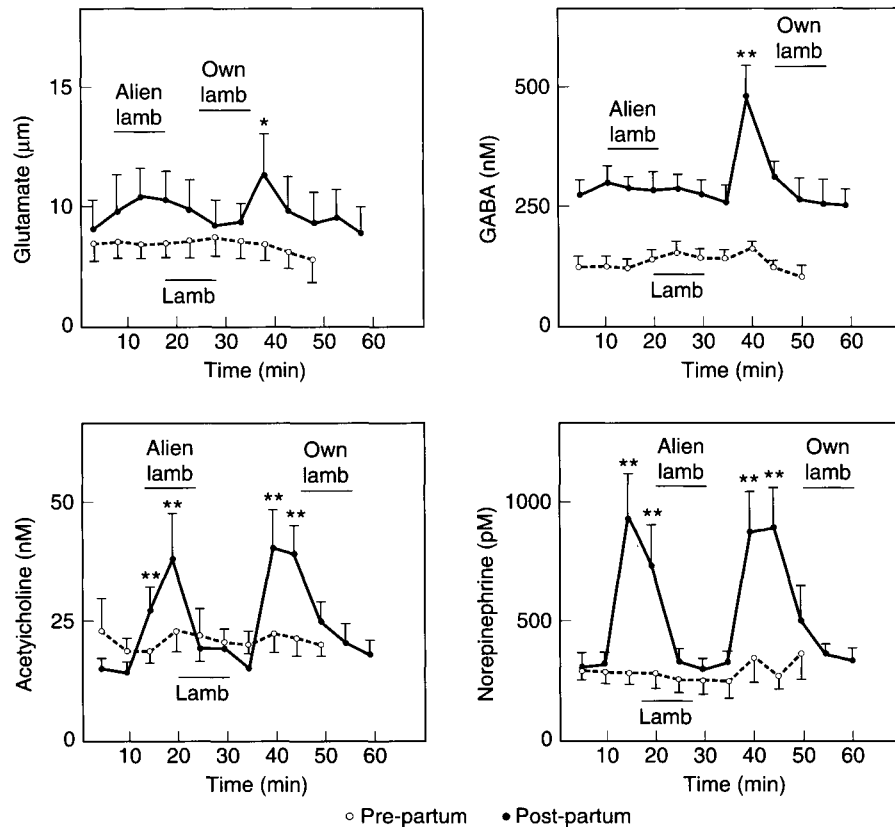 Glutamate (μm)
15
10
0
Alien
lamb
Own
lamb
*
Lamb
10 20 30 40 50 60
Time (min)
GABA (nM)
500
250
0
Alien
lamb
**
Own
lamb
Lamb
10 20 30 40 50 60
Time (min)
Acetyicholine (nM)
50
25
0
Alien
lamb
**
**
**
**
Own
lamb
Lamb
10 20 30 40 50 60
Time (min)
Norepinephrine (pM)
1000
500
0
**
**
Alien
lamb
** **
Own
lamb
Lamb
10 20 30 40 50 60
Time (min)
○ Pre-partum ● Post-partum